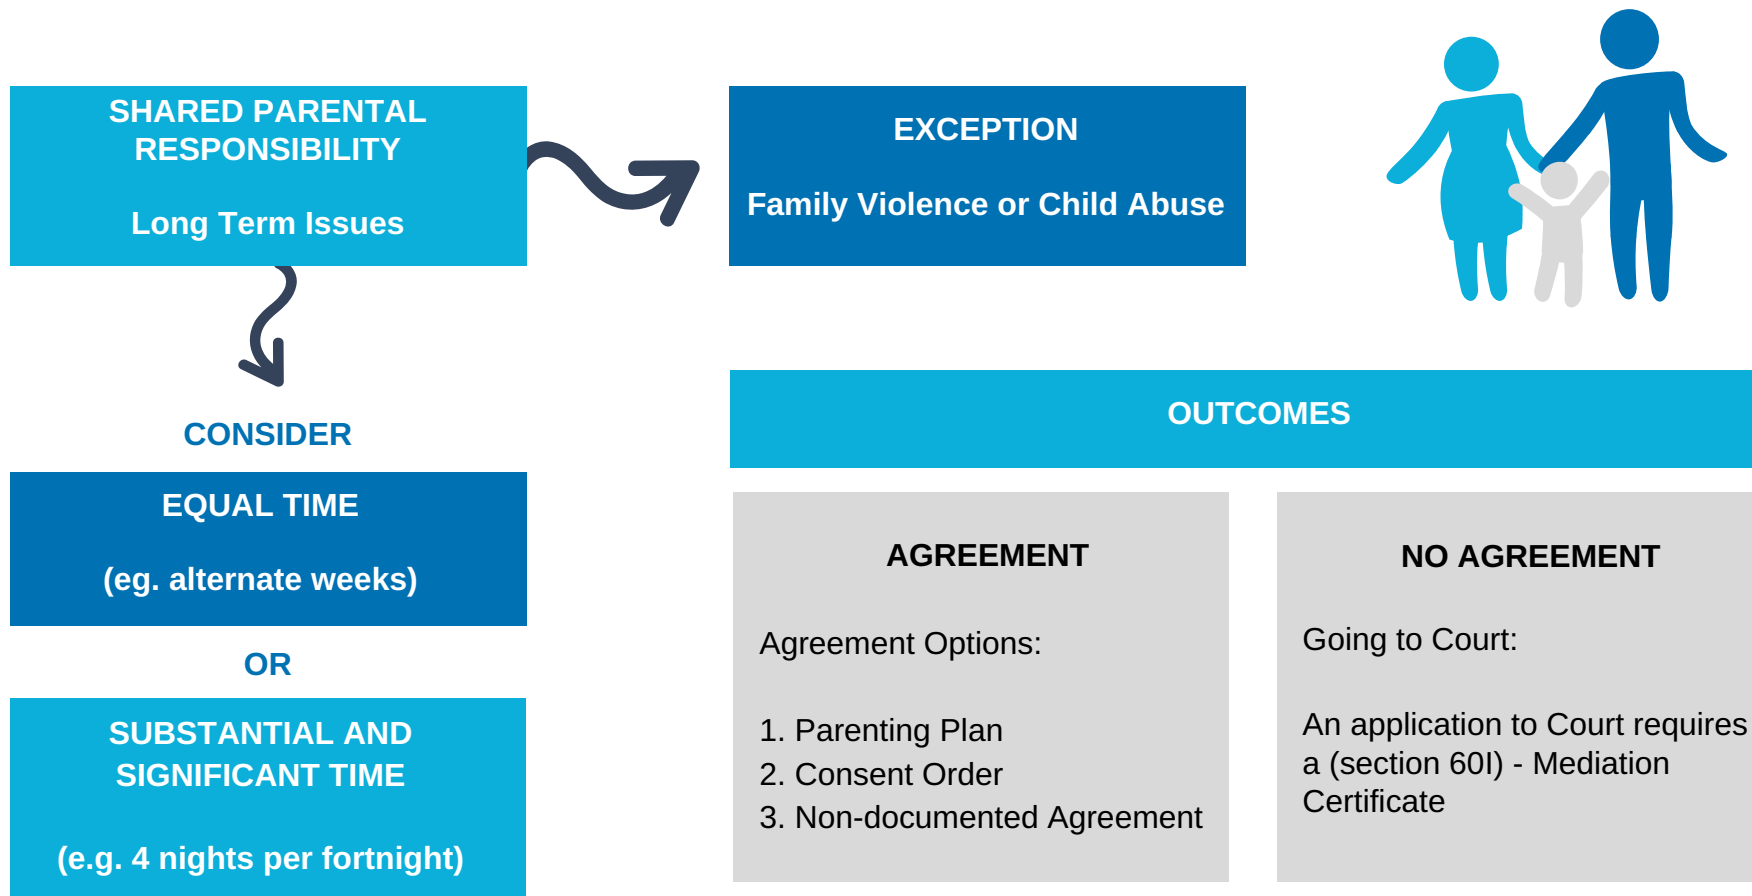 SHARED PARENTAL
RESPONSIBILITY
Long Term Issues
EXCEPTION
Family Violence or Child Abuse
CONSIDER
EQUAL TIME
(eg. alternate weeks)
OR
SUBSTANTIAL AND
SIGNIFICANT TIME
(e.g. 4 nights per fortnight)
OUTCOMES
AGREEMENT
Agreement Options:
1. Parenting Plan
2. Consent Order
3. Non-documented Agreement
NO AGREEMENT
Going to Court:
An application to Court requires
a (section 60I) - Mediation
Certificate